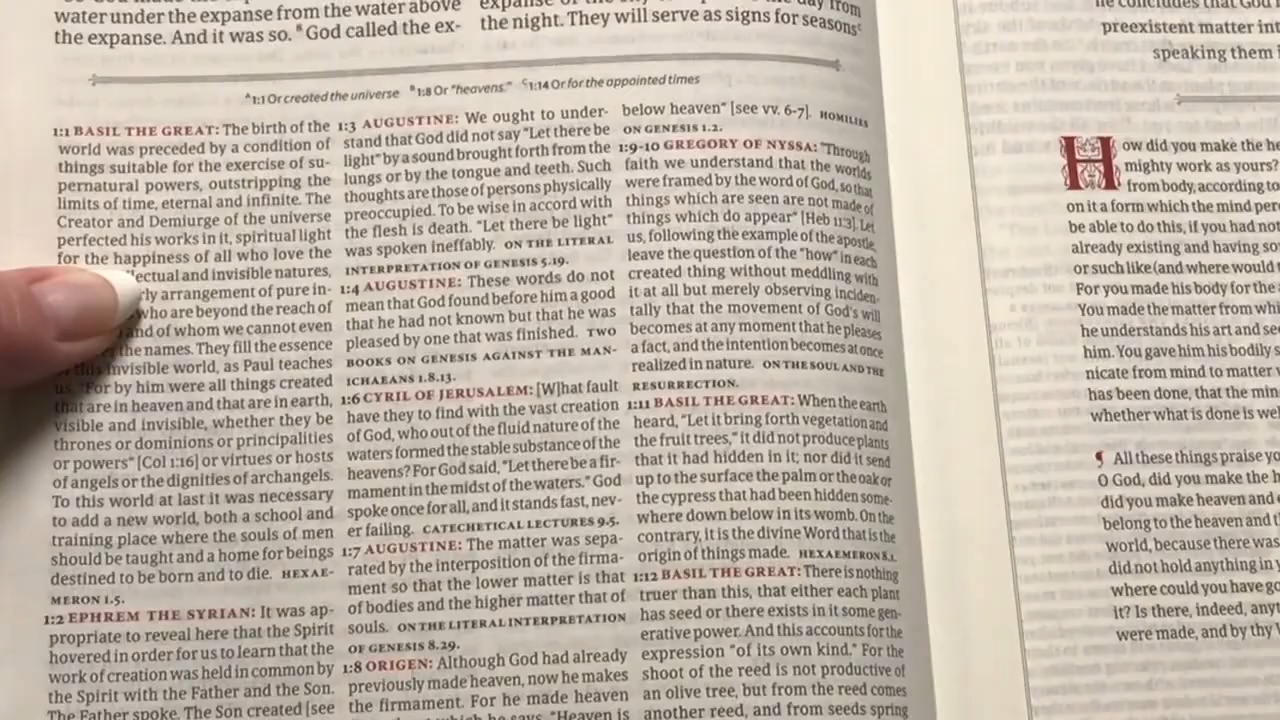 water under the expanse from the water above
the expanse. And it was so. ⁸ God called the ex-
the night. They will serve as signs for seasonsᶜ
ᴬ1:1 Or created the universe ᴮ1:8 Or "heavens." ᶜ1:14 Or for the appointed times
1:1 BASIL THE GREAT: The birth of the
world was preceded by a condition of
things suitable for the exercise of su-
pernatural powers, outstripping the
limits of time, eternal and infinite. The
Creator and Demiurge of the universe
perfected his works in it, spiritual light
for the happiness of all who love the
lectual and invisible natures,
rly arrangement of pure in-
who are beyond the reach of
and of whom we cannot even
the names. They fill the essence
this invisible world, as Paul teaches
us. "For by him were all things created
that are in heaven and that are in earth,
visible and invisible, whether they be
thrones or dominions or principalities
or powers" [Col 1:16] or virtues or hosts
of angels or the dignities of archangels.
To this world at last it was necessary
to add a new world, both a school and
training place where the souls of men
should be taught and a home for beings
destined to be born and to die. HEXAE-
MERON 1.5.
1:2 EPHREM THE SYRIAN: It was ap-
propriate to reveal here that the Spirit
hovered in order for us to learn that the
work of creation was held in common by
the Spirit with the Father and the Son.
The Father spoke. The Son created [see
1:3 AUGUSTINE: We ought to under-
stand that God did not say "Let there be
light" by a sound brought forth from the
lungs or by the tongue and teeth. Such
thoughts are those of persons physically
preoccupied. To be wise in accord with
the flesh is death. "Let there be light"
was spoken ineffably. ON THE LITERAL
INTERPRETATION OF GENESIS 5.19.
1:4 AUGUSTINE: These words do not
mean that God found before him a good
that he had not known but that he was
pleased by one that was finished. TWO
BOOKS ON GENESIS AGAINST THE MAN-
ICHAEANS 1.8.13.
1:6 CYRIL OF JERUSALEM: [W]hat fault
have they to find with the vast creation
of God, who out of the fluid nature of the
waters formed the stable substance of the
heavens? For God said, "Let there be a fir-
mament in the midst of the waters." God
spoke once for all, and it stands fast, nev-
er failing. CATECHETICAL LECTURES 9.5.
1:7 AUGUSTINE: The matter was sepa-
rated by the interposition of the firma-
ment so that the lower matter is that
of bodies and the higher matter that of
souls. ON THE LITERAL INTERPRETATION
OF GENESIS 8.29.
1:8 ORIGEN: Although God had already
previously made heaven, now he makes
the firmament. For he made heaven
which he says, "Heaven is
below heaven" [see vv. 6-7]. HOMILIES
ON GENESIS 1.2.
1:9-10 GREGORY OF NYSSA: "Through
faith we understand that the worlds
were framed by the word of God, so that
things which are seen are not made of
things which do appear" [Heb 11:3]. Let
us, following the example of the apostle,
leave the question of the "how" in each
created thing without meddling with
it at all but merely observing inciden-
tally that the movement of God's will
becomes at any moment that he pleases
a fact, and the intention becomes at once
realized in nature. ON THE SOUL AND THE
RESURRECTION.
1:11 BASIL THE GREAT: When the earth
heard, "Let it bring forth vegetation and
the fruit trees," it did not produce plants
that it had hidden in it; nor did it send
up to the surface the palm or the oak or
the cypress that had been hidden some-
where down below in its womb. On the
contrary, it is the divine Word that is the
origin of things made. HEXAEMERON 8.1.
1:12 BASIL THE GREAT: There is nothing
truer than this, that either each plant
has seed or there exists in it some gen-
erative power. And this accounts for the
expression "of its own kind." For the
shoot of the reed is not productive of
an olive tree, but from the reed comes
another reed, and from seeds spring
he concludes that God
preexistent matter int
speaking them i
How did you make the he
mighty work as yours?
from body, according to
on it a form which the mind perc
be able to do this, if you had not
already existing and having so
or such like (and where would
For you made his body for the
You made the matter from whi
he understands his art and see
him. You gave him his bodily s
nicate from mind to matter
has been done, that the min
whether what is done is wel
¶ All these things praise yo
O God, did you make the h
did you make heaven and
belong to the heaven and t
world, because there was
did not hold anything in y
where could you have go
it? Is there, indeed, anyt
were made, and by thy